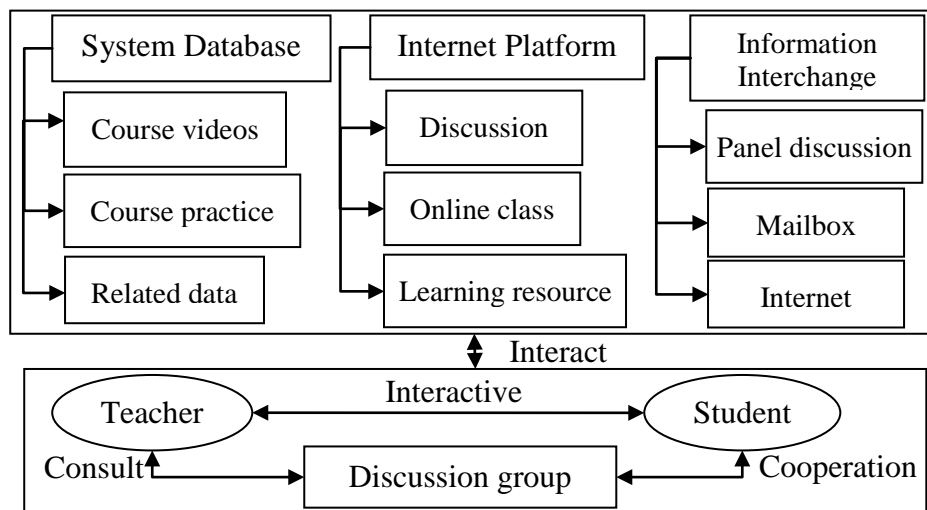 System Database
Course videos
Course practice
Related data
Internet Platform
Discussion
Online class
Learning resource
Information
Interchange
Panel discussion
Mailbox
Internet
Interact
Teacher
Interactive
Student
Consult
Discussion group
Cooperation